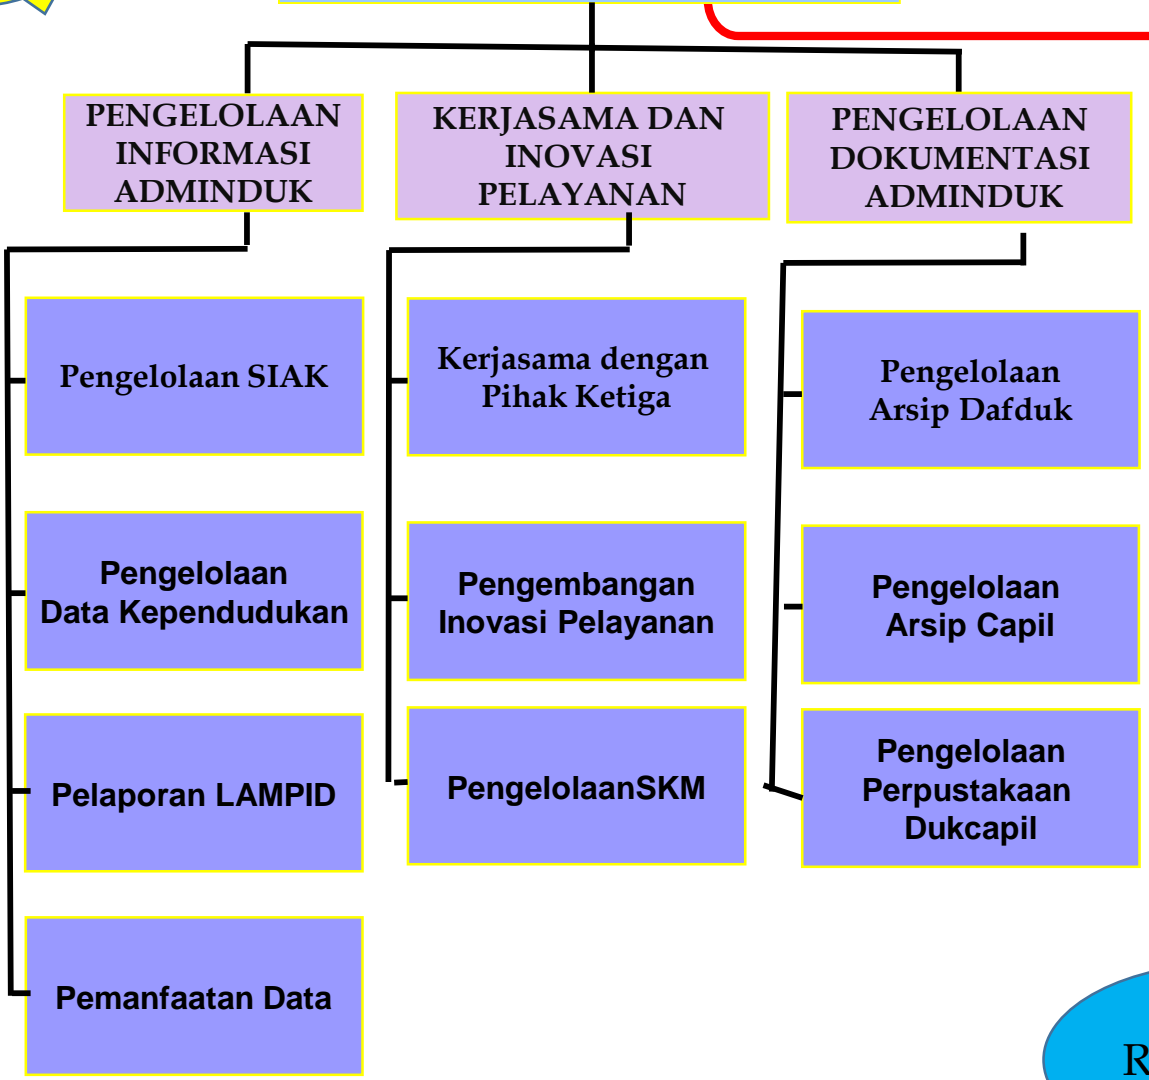 PENGELOLAAN
INFORMASI
ADMINDUK
KERJASAMA DAN
INOVASI
PELAYANAN
PENGELOLAAN
DOKUMENTASI
ADMINDUK
Pengelolaan SIAK
Pengelolaan
Data Kependudukan
Pelaporan LAMPID
Pemanfaatan Data
Kerjasama dengan
Pihak Ketiga
Pengembangan
Inovasi Pelayanan
PengelolaanSKM
Pengelolaan
Arsip Dafduk
Pengelolaan
Arsip Capil
Pengelolaan
Perpustakaan
Dukcapil